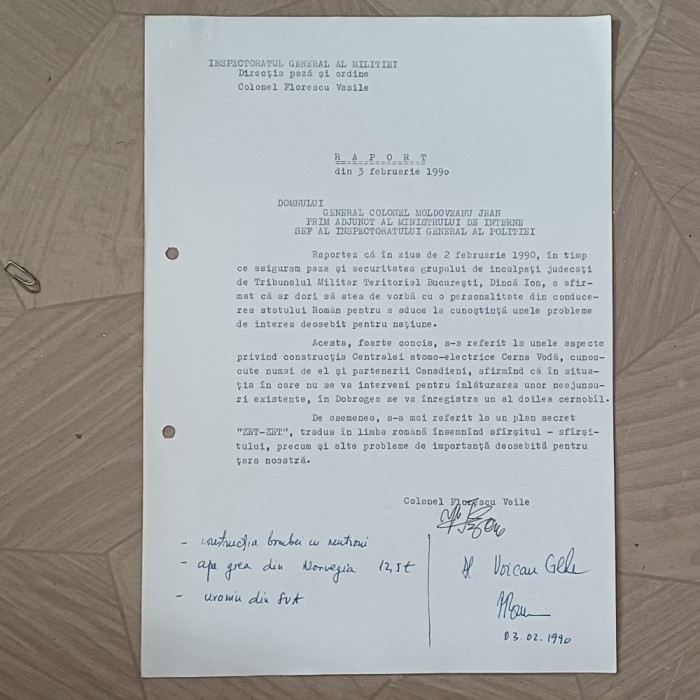 INSPECTORATUL GENERAL AL MILITIEI
Direcția pază și ordine
Colonel Florescu Vasile
R A P O R T
din 3 februerie 1990
DOMNULUI
GENERAL COLONEL MOLDOVEANU JEAN
PRIM ADJUNCT AL MINISTRULUI DE INTERNE
SEF AL INSPECTORATULUI GENERAL AL POLITIEI
Raportez că în ziua de 2 februerie 1990, în timp
ce asiguram paza și securitatea grupului de inculpeți judecați
de Tribunalul Militar Teritorial București, Dincă Ion, a afir-
mat că ar dori să stea de vorbă cu o personalitate din conduce-
rea statului Român pentru a aduce la cunoștință unele probleme
de interes deosebit pentru națiune.
Acesta, foarte concis, s-a referit la unele aspecte
privind construcția Centralei atomo-electrice Cerna Vodă, cunos-
cute numai de el și partenerii Canadieni, afirmînd că în situa-
ția în care nu se va interveni pentru înlăturarea unor neajunsu-
ri existente, în Dobrogea se va înregistra un al doilea cernobîl.
De asemenea, s-a mai referit la un plan secret
"ZET-ZET", tradus în limba română însemnînd sfîrșitul - sfîrși-
tului, precum și alte probleme de importanță deosebită pentru
țara noastră.
Colonel Florescu Vaile
- construcția bombei cu neutroni
- apa grea din Norvegia 12,5t
- uraniu din SUA
Voican
03.02.1990